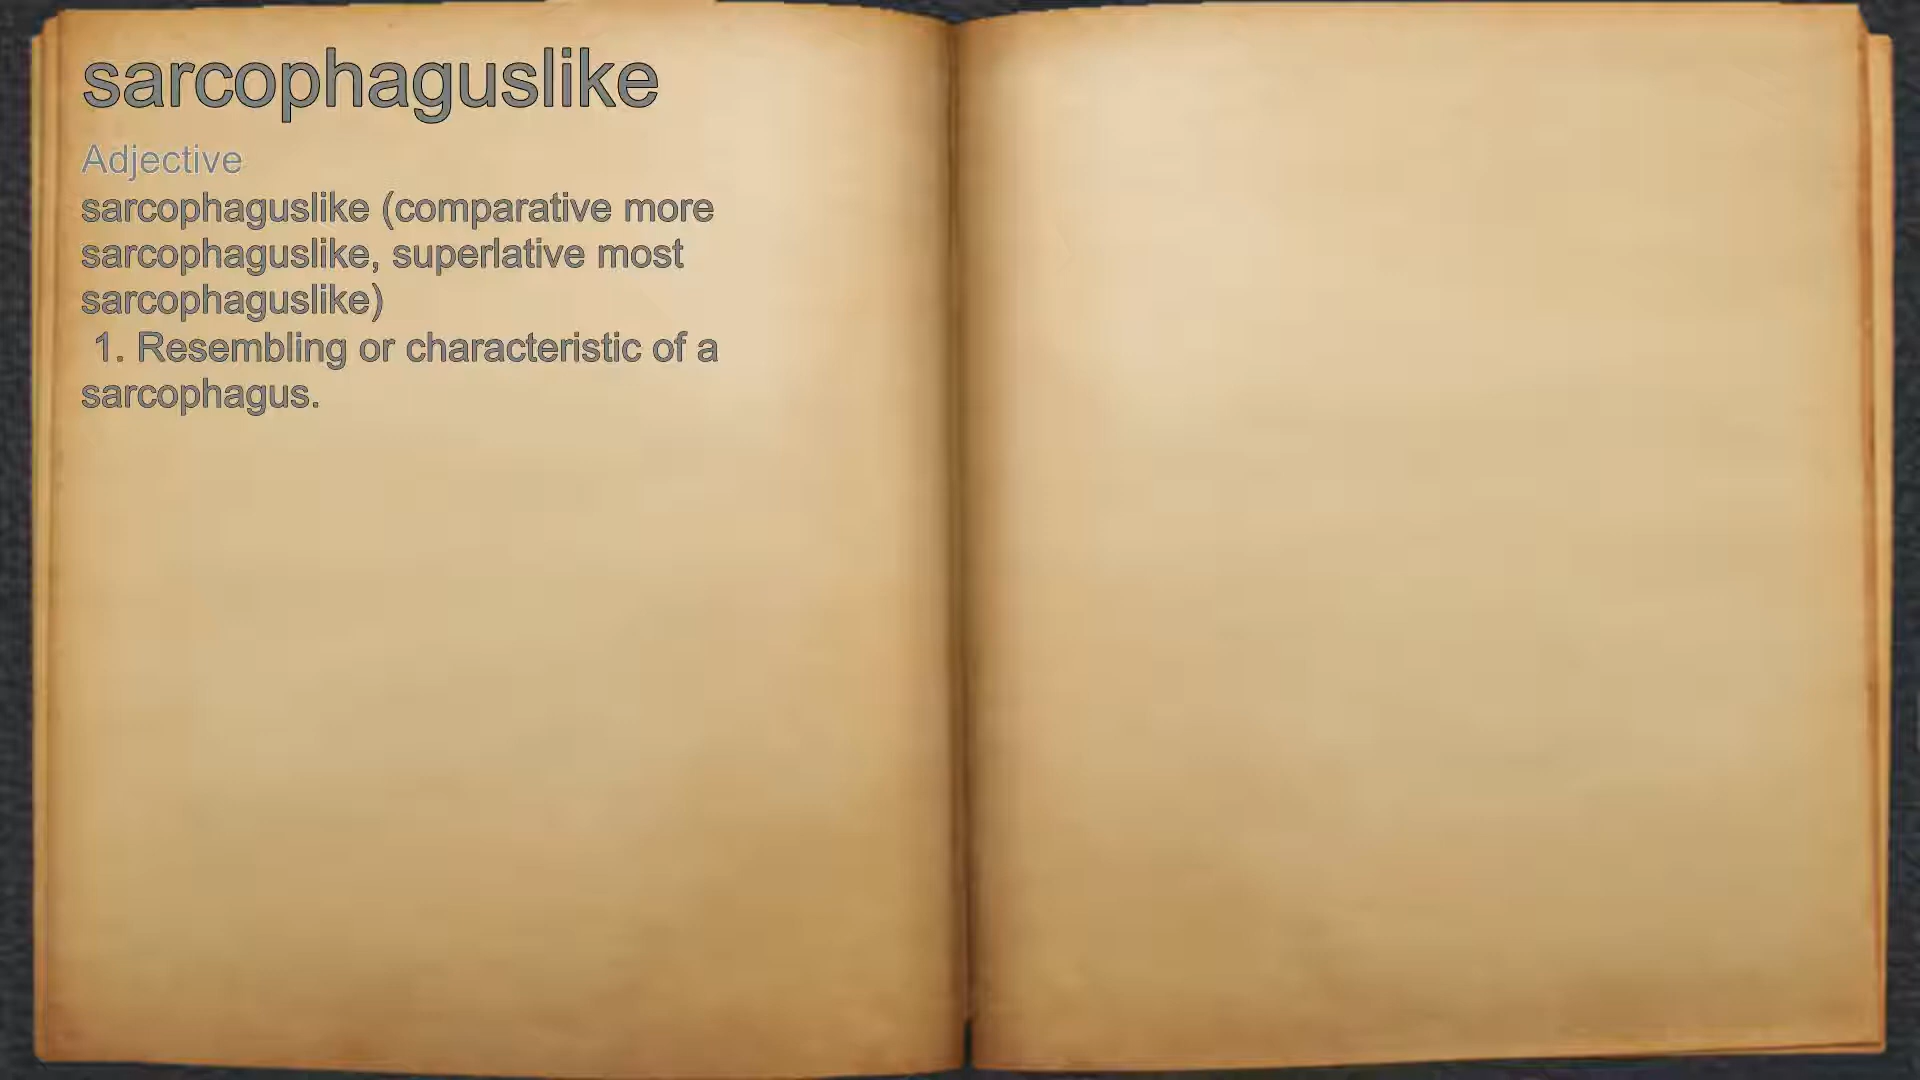 sarcophaguslike
Adjective
sarcophaguslike (comparative more
sarcophaguslike, superlative most
sarcophaguslike)
1. Resembling or characteristic of a
sarcophagus.